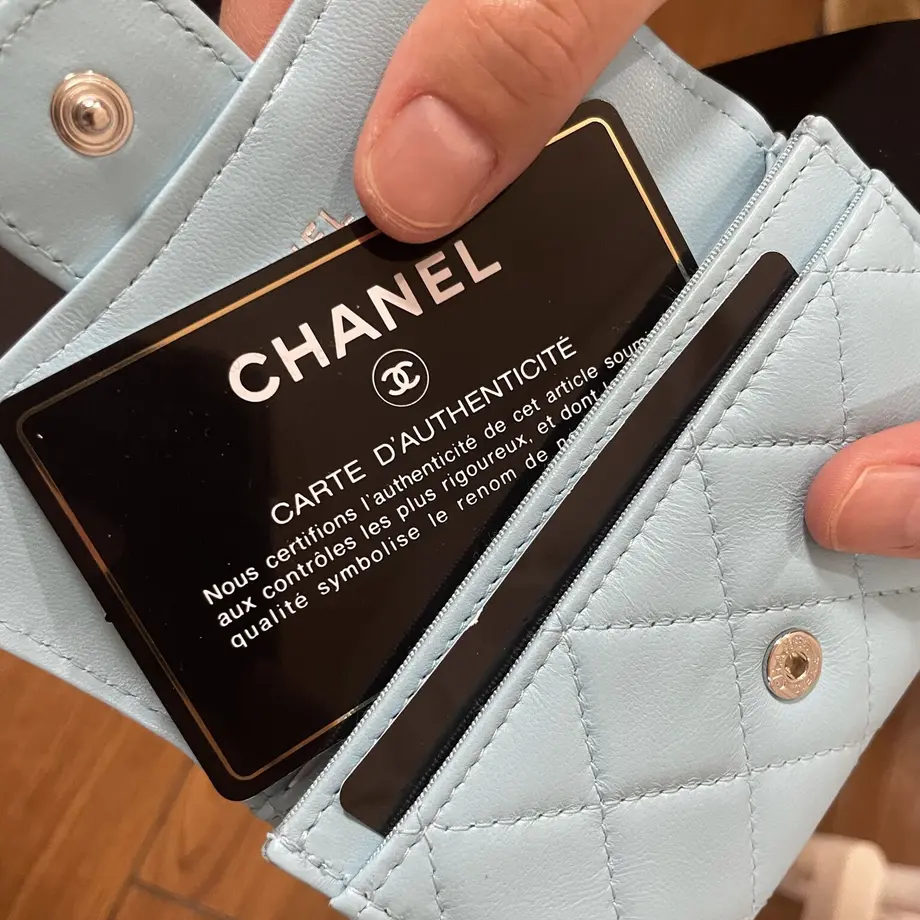 CHANEL
CARTE D'AUTHENTICITÉ
Nous certifions l'authenticité de cet article
aux contrôles les plus rigoureux, et dont
qualité symbolise le renom de